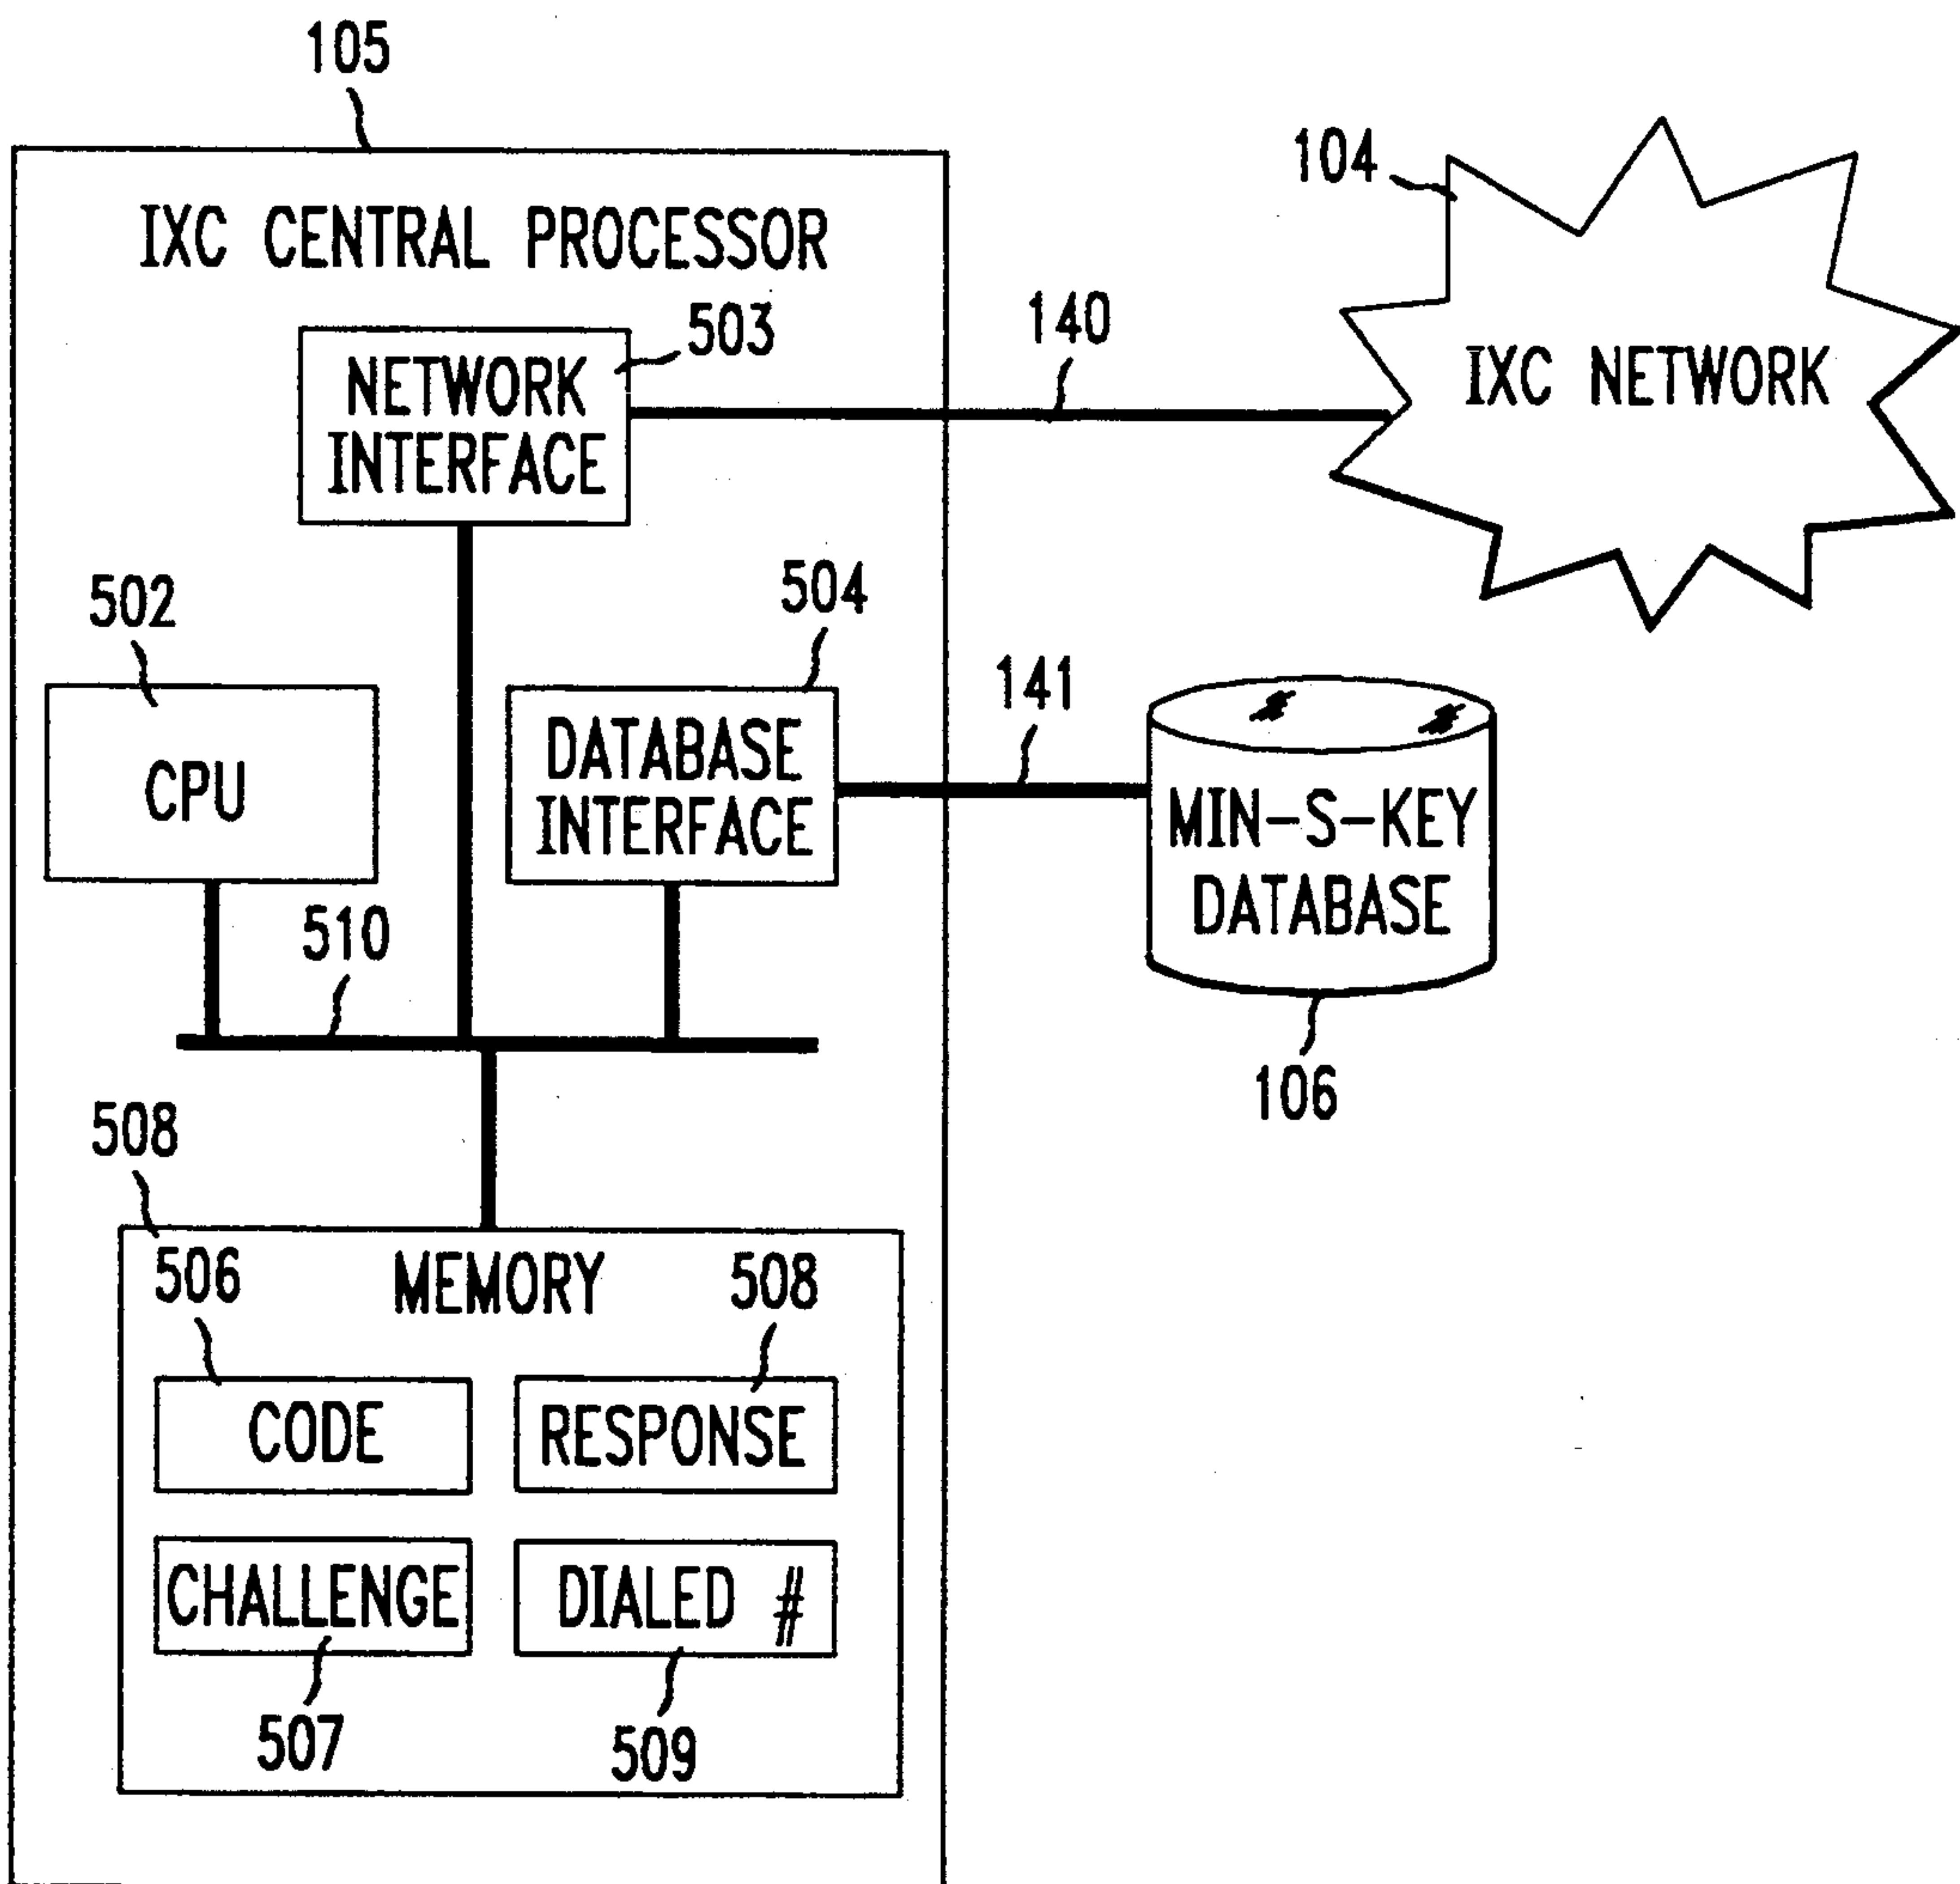 105
IXC CENTRAL PROCESSOR
104
503
140
NETWORK
INTERFACE
IXC NETWORK
502
504
141
CPU
DATABASE
INTERFACE
MIN-S-KEY
DATABASE
510
106
508
506
MEMORY
508
CODE
RESPONSE
CHALLENGE
DIALED #
507
509